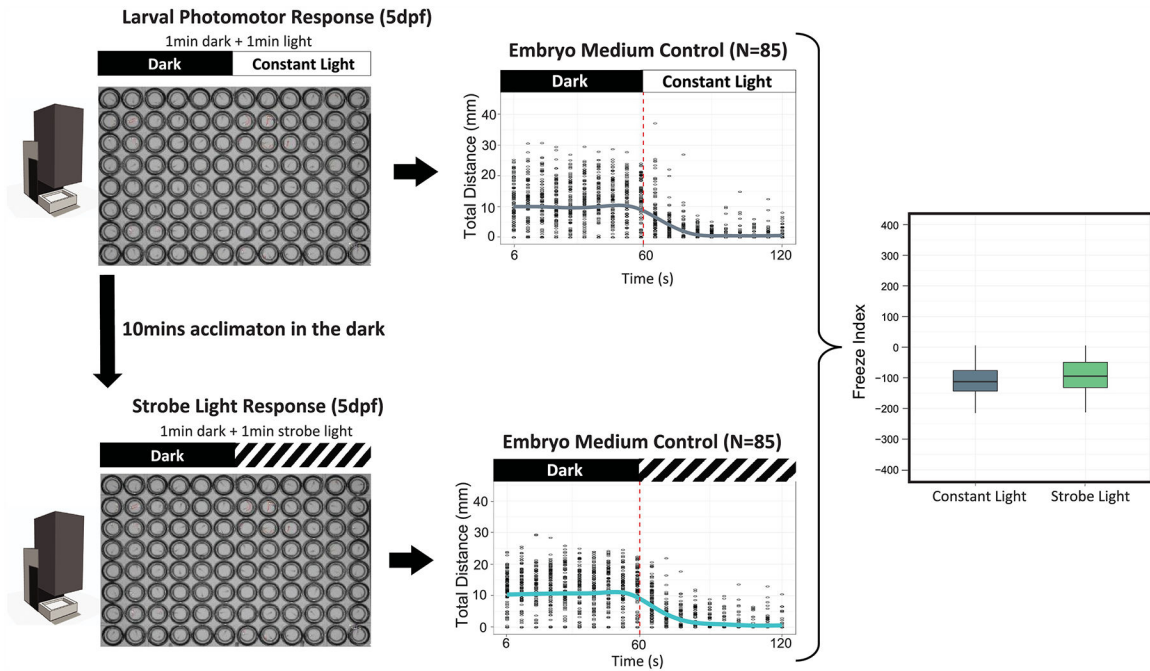 Larval Photomotor Response (5dpf)
1min dark + 1min light
Dark
Constant Light
Embryo Medium Control (N=85)
Dark
Constant Light
Total Distance (mm)
40
30
20
10
0
6
60
120
Time (s)
10mins acclimaton in the dark
Strobe Light Response (5dpf)
1min dark + 1min strobe light
Dark
Embryo Medium Control (N=85)
Dark
Total Distance (mm)
40
30
20
10
0
6
60
120
Time (s)
Freeze Index
400
300
200
100
0
-100
-200
-300
-400
Constant Light
Strobe Light